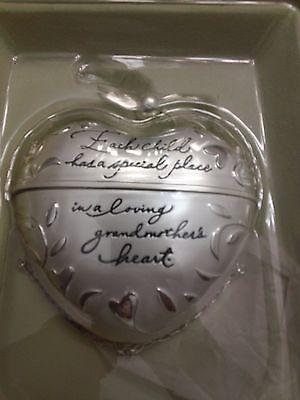 Each child
has a special place
in a loving
grandmother's
heart.